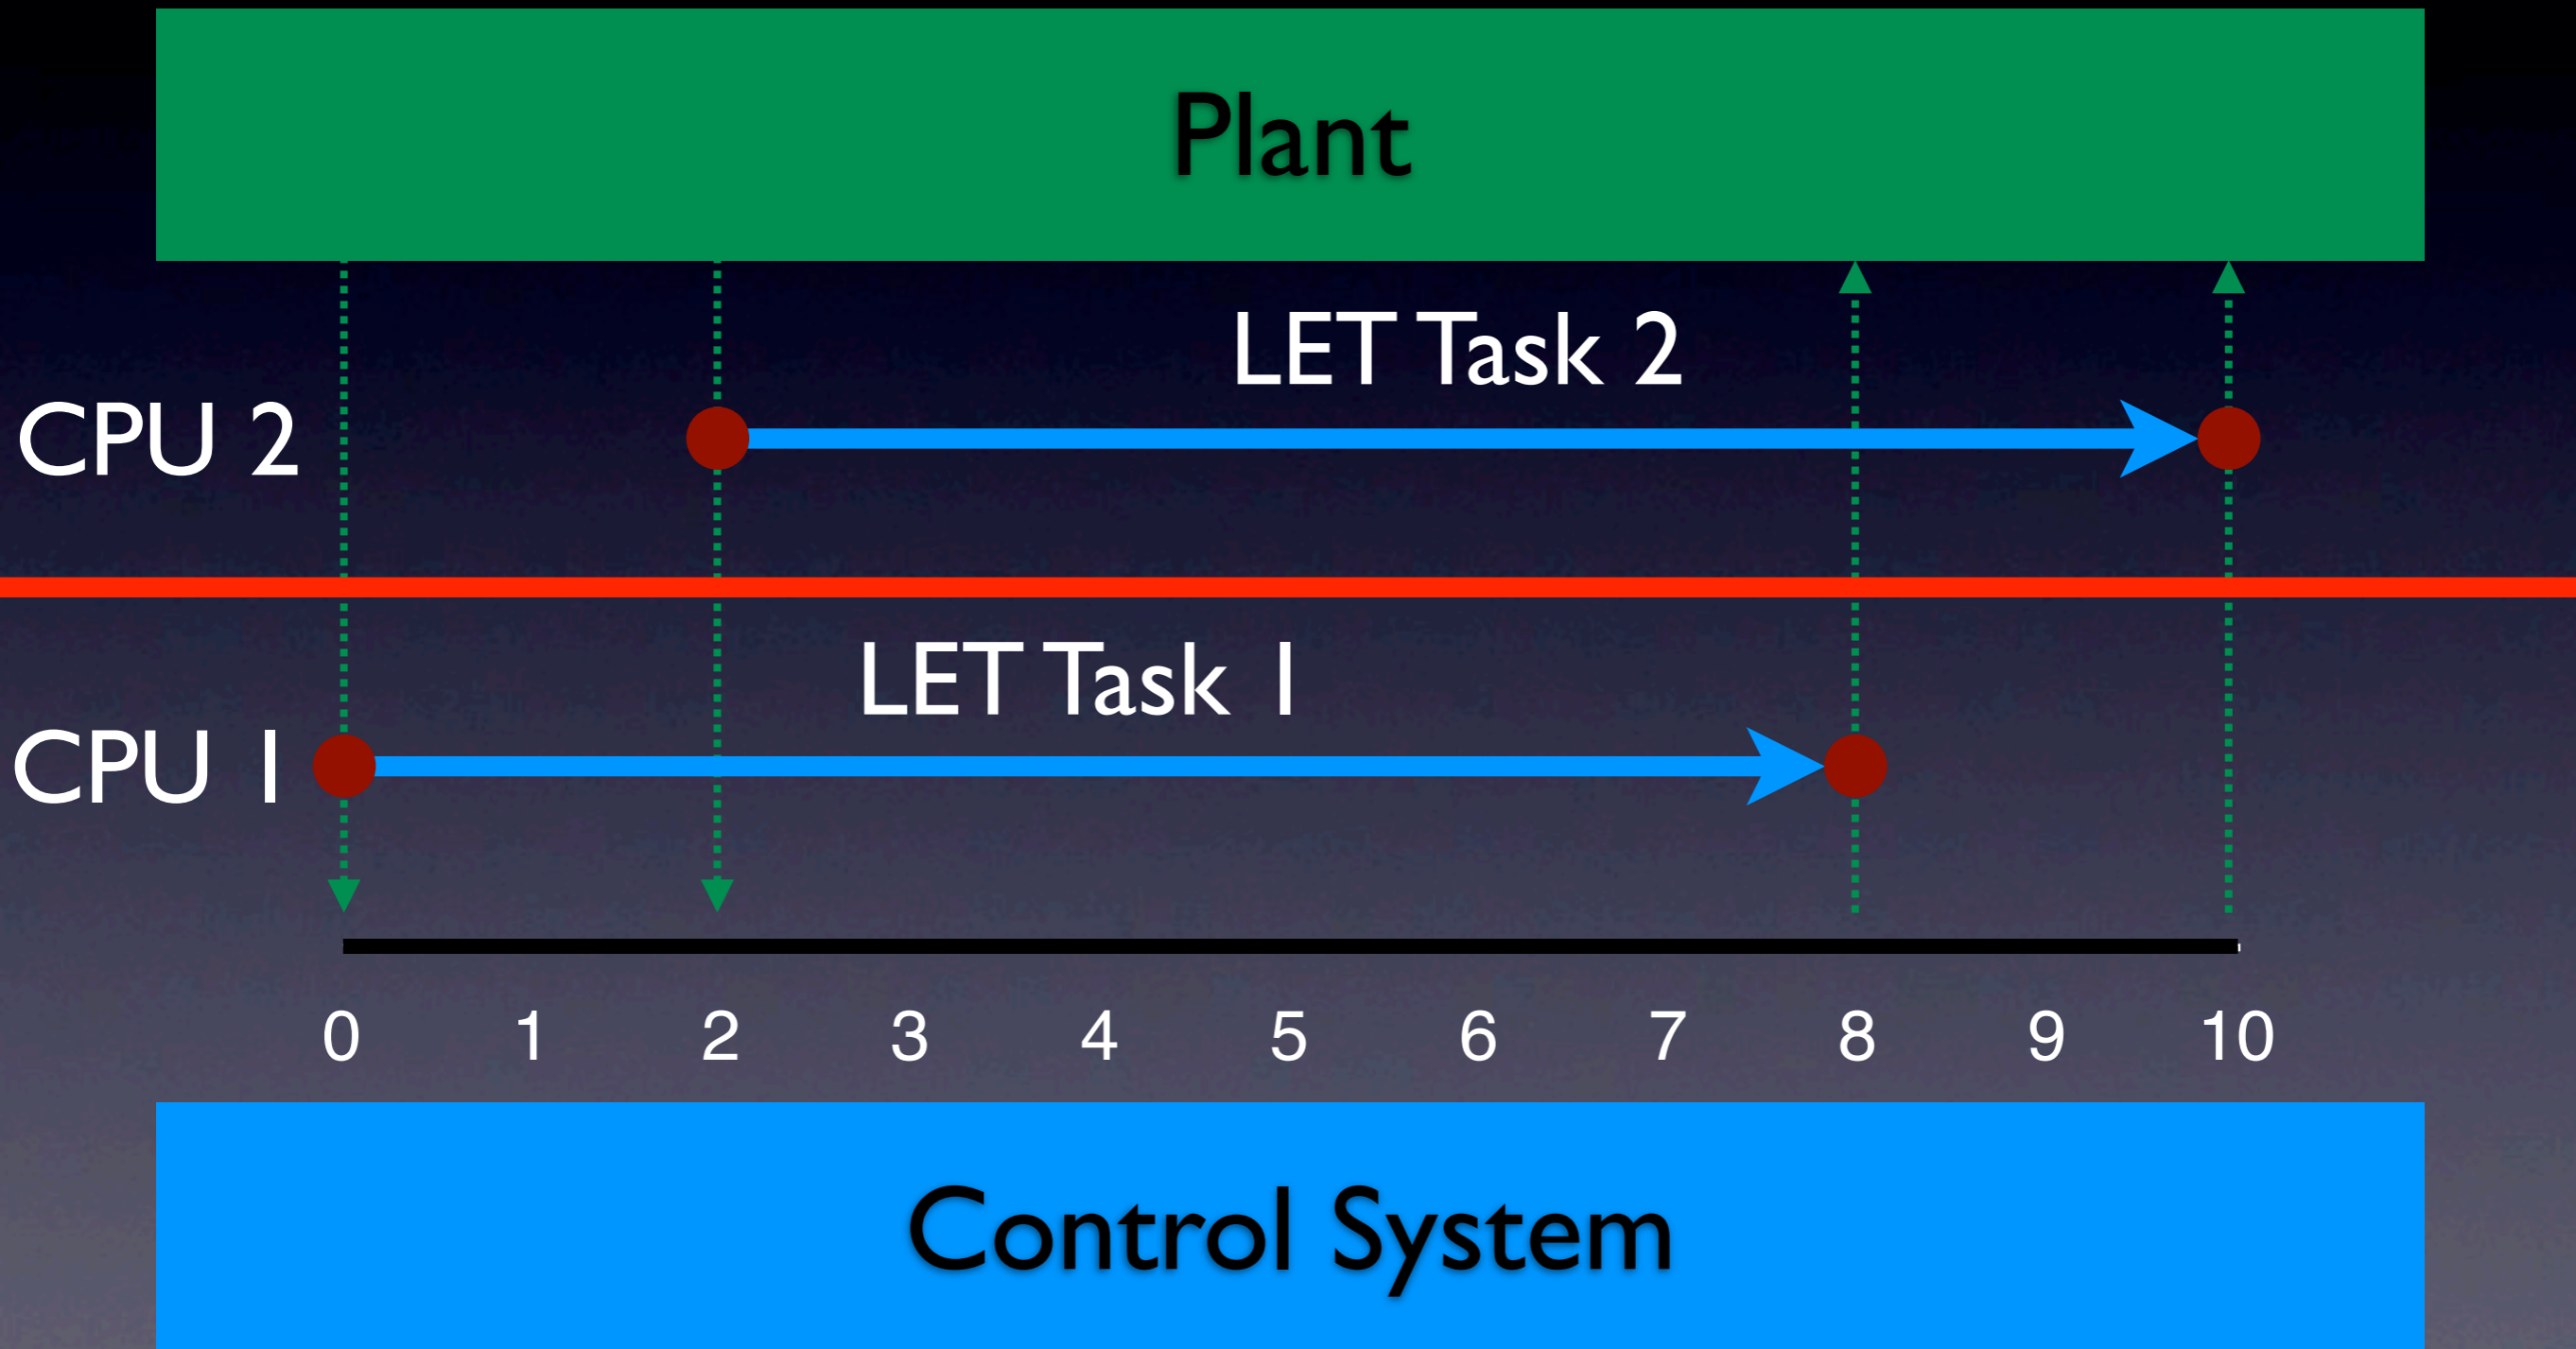 Plant
LET Task 2
CPU 2
LET Task 1
CPU 1
0 1 2 3 4 5 6 7 8 9 10
Control System